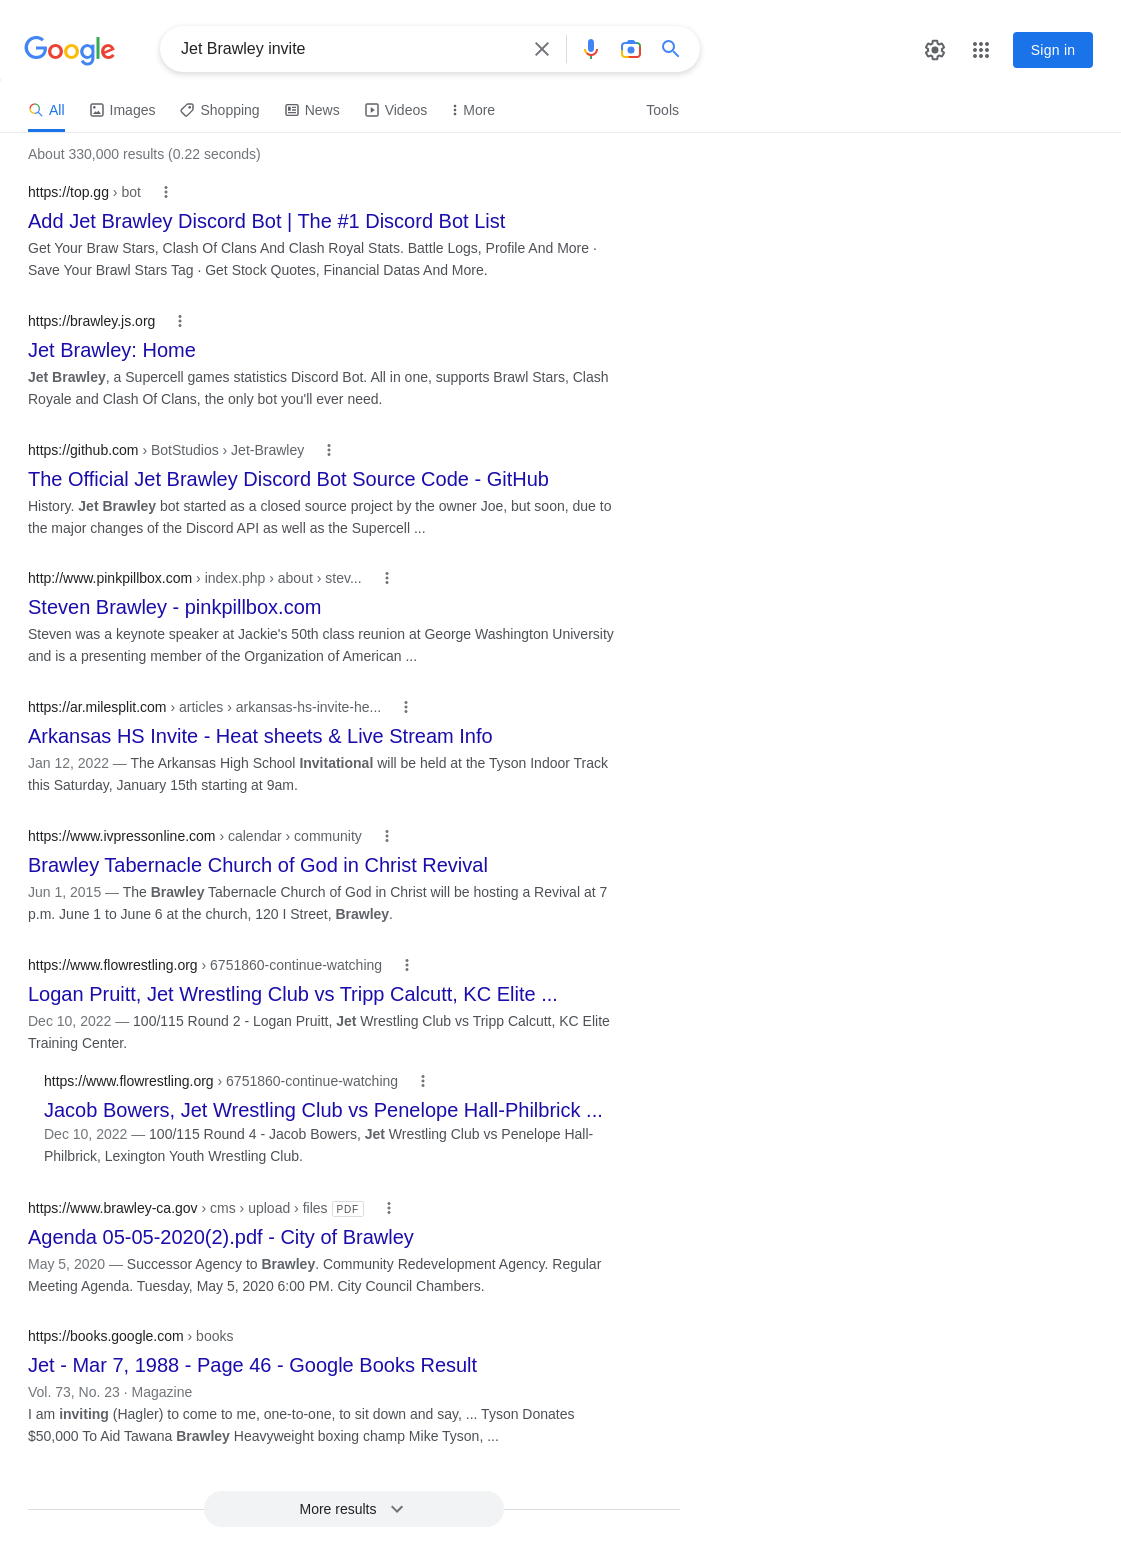 Google
Jet Brawley invite
Sign in
All
Images
Shopping
News
Videos
More
Tools
About 330,000 results (0.22 seconds)
https://top.gg › bot
Add Jet Brawley Discord Bot | The #1 Discord Bot List
Get Your Braw Stars, Clash Of Clans And Clash Royal Stats. Battle Logs, Profile And More ·
Save Your Brawl Stars Tag · Get Stock Quotes, Financial Datas And More.
https://brawley.js.org
Jet Brawley: Home
Jet Brawley, a Supercell games statistics Discord Bot. All in one, supports Brawl Stars, Clash
Royale and Clash Of Clans, the only bot you'll ever need.
https://github.com › BotStudios › Jet-Brawley
The Official Jet Brawley Discord Bot Source Code - GitHub
History. Jet Brawley bot started as a closed source project by the owner Joe, but soon, due to
the major changes of the Discord API as well as the Supercell ...
http://www.pinkpillbox.com › index.php › about › stev...
Steven Brawley - pinkpillbox.com
Steven was a keynote speaker at Jackie's 50th class reunion at George Washington University
and is a presenting member of the Organization of American ...
https://ar.milesplit.com › articles › arkansas-hs-invite-he...
Arkansas HS Invite - Heat sheets & Live Stream Info
Jan 12, 2022 — The Arkansas High School Invitational will be held at the Tyson Indoor Track
this Saturday, January 15th starting at 9am.
https://www.ivpressonline.com › calendar › community
Brawley Tabernacle Church of God in Christ Revival
Jun 1, 2015 — The Brawley Tabernacle Church of God in Christ will be hosting a Revival at 7
p.m. June 1 to June 6 at the church, 120 I Street, Brawley.
https://www.flowrestling.org › 6751860-continue-watching
Logan Pruitt, Jet Wrestling Club vs Tripp Calcutt, KC Elite ...
Dec 10, 2022 — 100/115 Round 2 - Logan Pruitt, Jet Wrestling Club vs Tripp Calcutt, KC Elite
Training Center.
https://www.flowrestling.org › 6751860-continue-watching
Jacob Bowers, Jet Wrestling Club vs Penelope Hall-Philbrick ...
Dec 10, 2022 — 100/115 Round 4 - Jacob Bowers, Jet Wrestling Club vs Penelope Hall-
Philbrick, Lexington Youth Wrestling Club.
https://www.brawley-ca.gov › cms › upload › files PDF
Agenda 05-05-2020(2).pdf - City of Brawley
May 5, 2020 — Successor Agency to Brawley. Community Redevelopment Agency. Regular
Meeting Agenda. Tuesday, May 5, 2020 6:00 PM. City Council Chambers.
https://books.google.com › books
Jet - Mar 7, 1988 - Page 46 - Google Books Result
Vol. 73, No. 23 · Magazine
I am inviting (Hagler) to come to me, one-to-one, to sit down and say, ... Tyson Donates
$50,000 To Aid Tawana Brawley Heavyweight boxing champ Mike Tyson, ...
More results